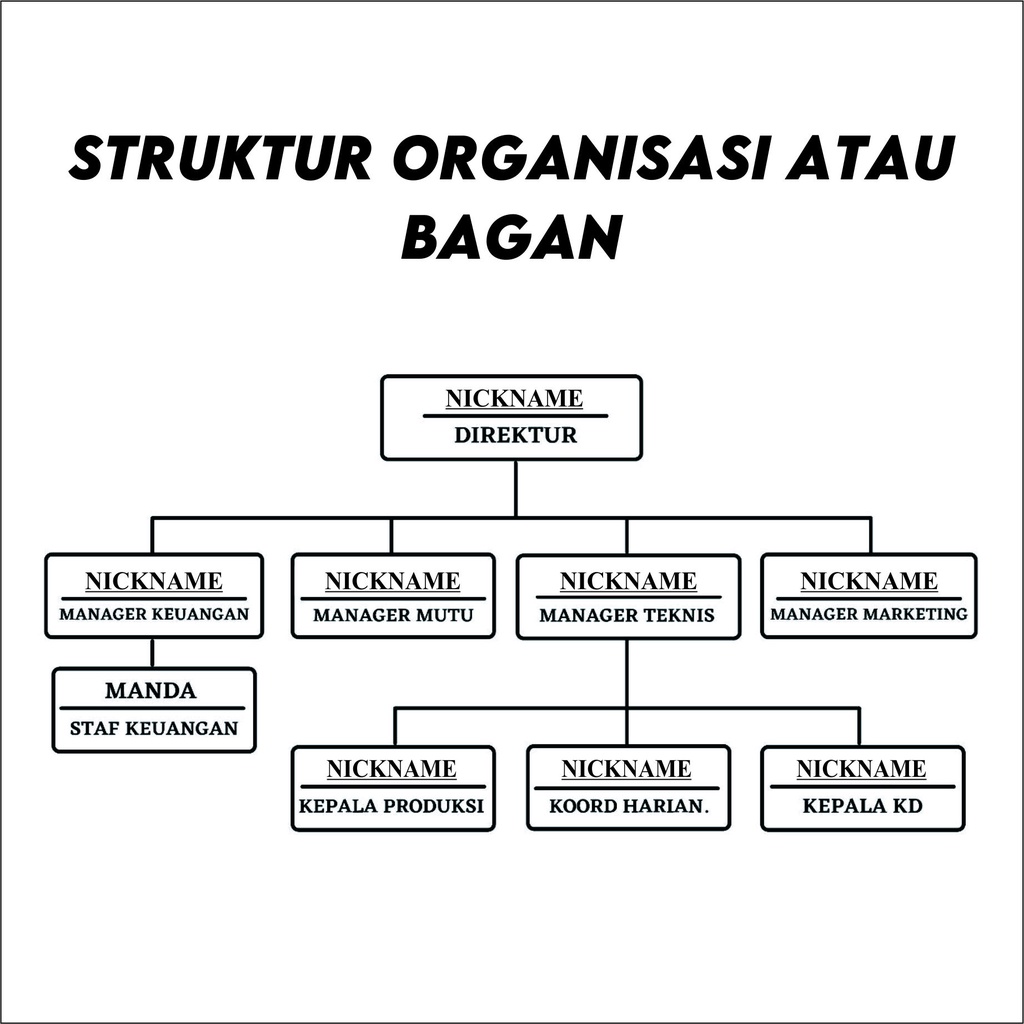 STRUKTUR ORGANISASI ATAU
BAGAN
NICKNAME
DIREKTUR
NICKNAME
MANAGER KEUANGAN
NICKNAME
MANAGER MUTU
NICKNAME
MANAGER TEKNIS
NICKNAME
MANAGER MARKETING
MANDA
STAF KEUANGAN
NICKNAME
KEPALA PRODUKSI
NICKNAME
KOORD HARIAN.
NICKNAME
KEPALA KD